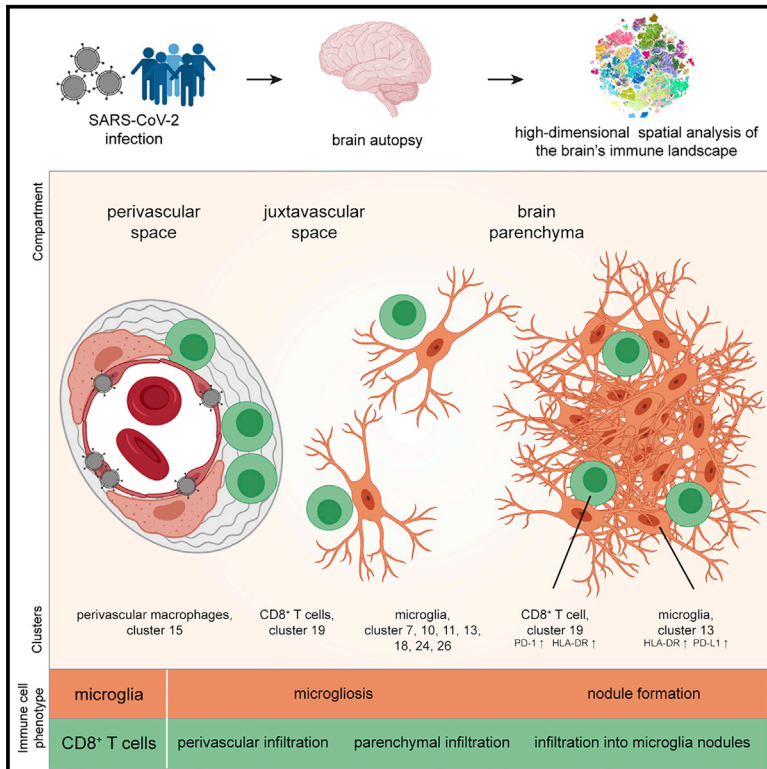 SARS-CoV-2
infection
brain autopsy
high-dimensional spatial analysis of
the brain's immune landscape
Compartment
perivascular
space
juxtavascular
space
brain
parenchyma
Clusters
perivascular macrophages,
cluster 15
CD8⁺ T cells,
cluster 19
microglia,
cluster 7, 10, 11, 13,
18, 24, 26
CD8⁺ T cell,
cluster 19
PD-1 ↑ HLA-DR ↑
microglia,
cluster 13
HLA-DR ↑ PD-L1 ↑
Immune cell
phenotype
microglia
microgliosis
nodule formation
CD8⁺ T cells
perivascular infiltration
parenchymal infiltration
infiltration into microglia nodules